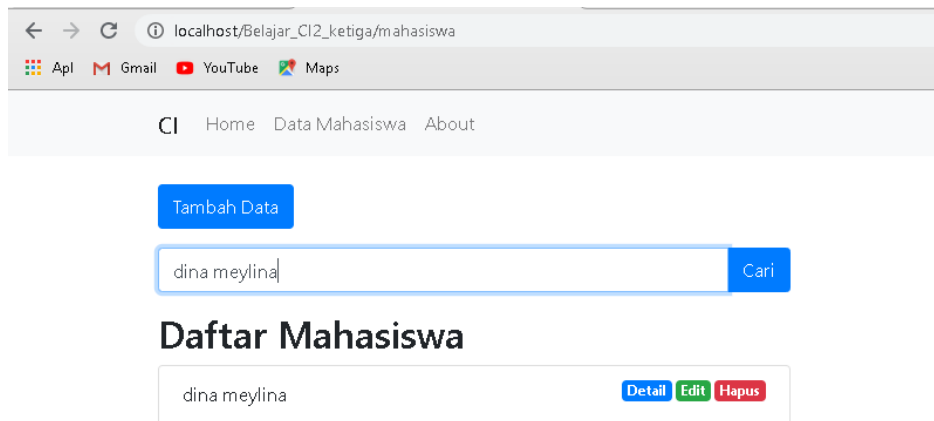 localhost/Belajar_CI2_ketiga/mahasiswa
Apl Gmail YouTube Maps
CI Home Data Mahasiswa About
Tambah Data
dina meylina Cari
Daftar Mahasiswa
dina meylina Detail Edit Hapus